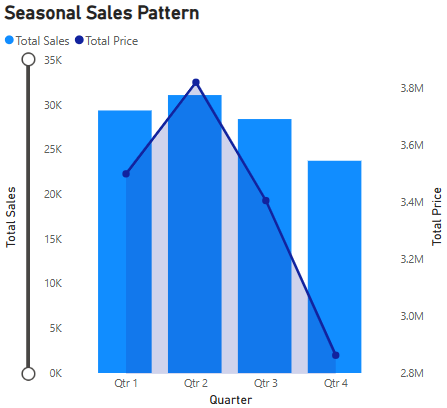 Seasonal Sales Pattern
Total Sales Total Price
35K
30K
25K
20K
15K
10K
5K
0K
Total Sales
3.8M
3.6M
3.4M
3.2M
3.0M
2.8M
Total Price
Qtr 1 Qtr 2 Qtr 3 Qtr 4
Quarter